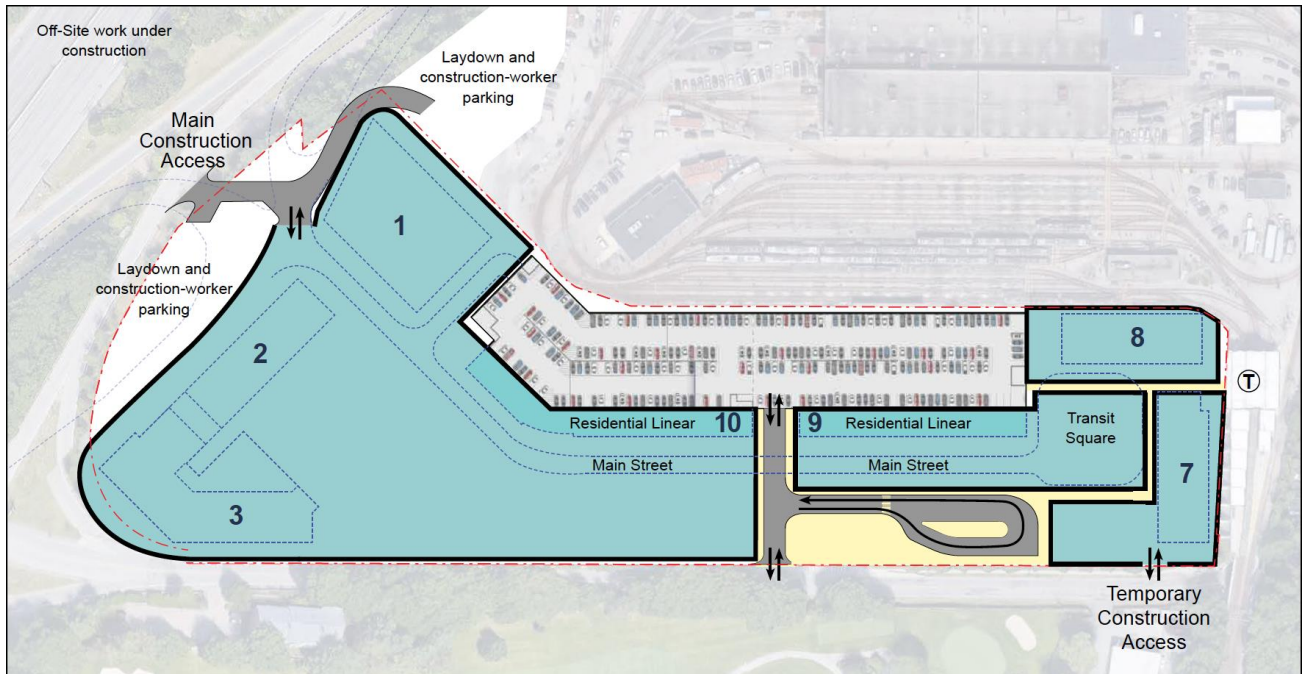 Off-Site work under
construction
Laydown and
construction-worker
parking
Main
Construction
Access
1
Laydown and
construction-worker
parking
2
8
T
Residential Linear 10
9 Residential Linear
Transit
Square
Main Street
Main Street
7
3
Temporary
Construction
Access